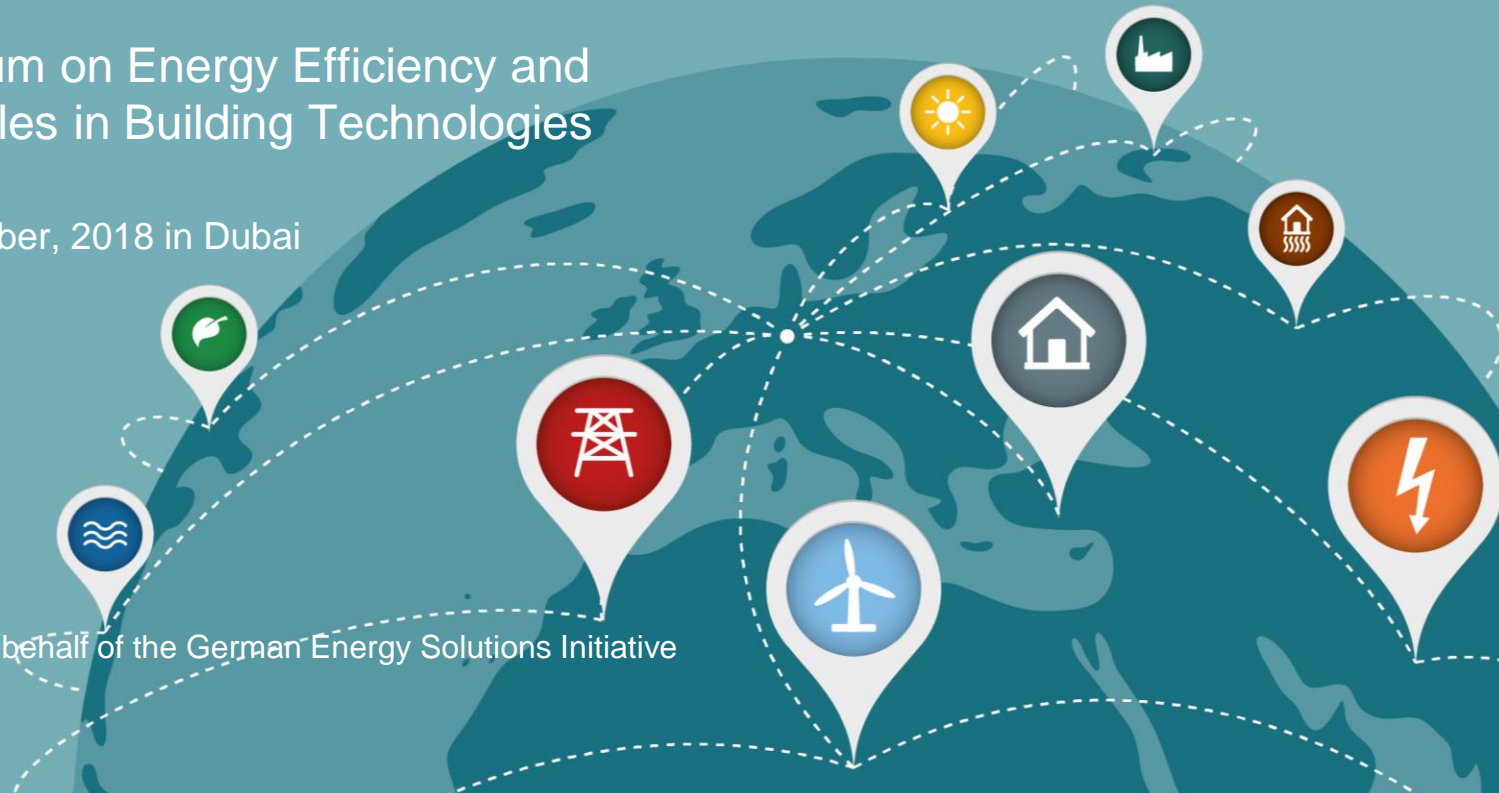 um on Energy Efficiency and
les in Building Technologies
ber, 2018 in Dubai
behalf of the German Energy Solutions Initiative